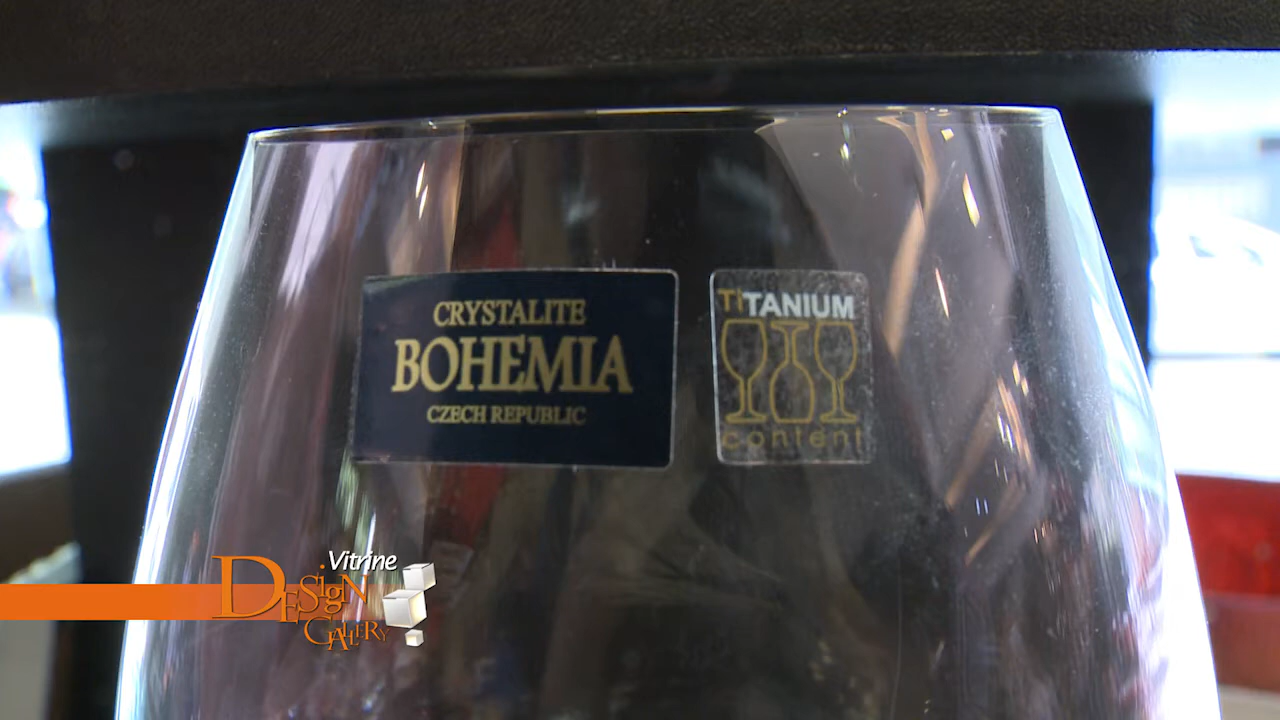 CRYSTALITE
BOHEMIA
CZECH REPUBLIC
TiTANIUM
content
Vitrine
DESigN
GALLERY